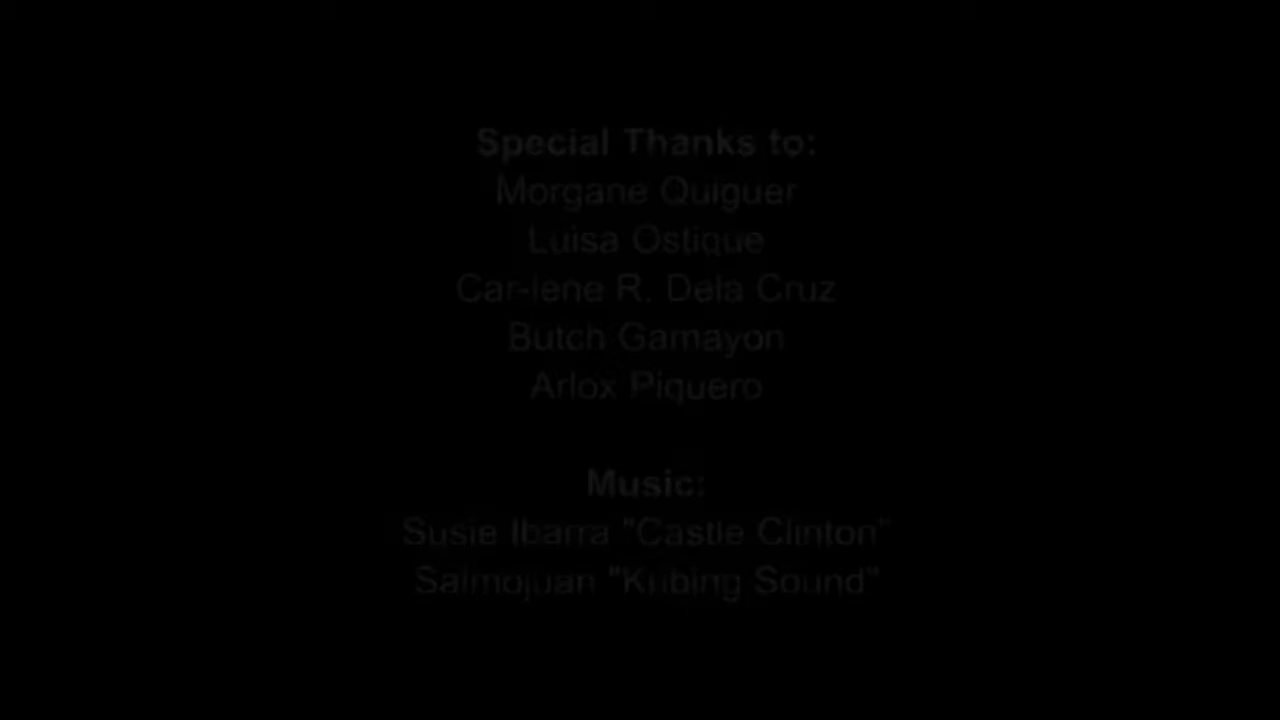 Special Thanks to:
Morgane Quiguer
Luisa Ostique
Car-lene R. Dela Cruz
Butch Gamayon
Arlox Piquero
Music:
Susie Ibarra "Castle Clinton"
Salmojuan "Kubing Sound"